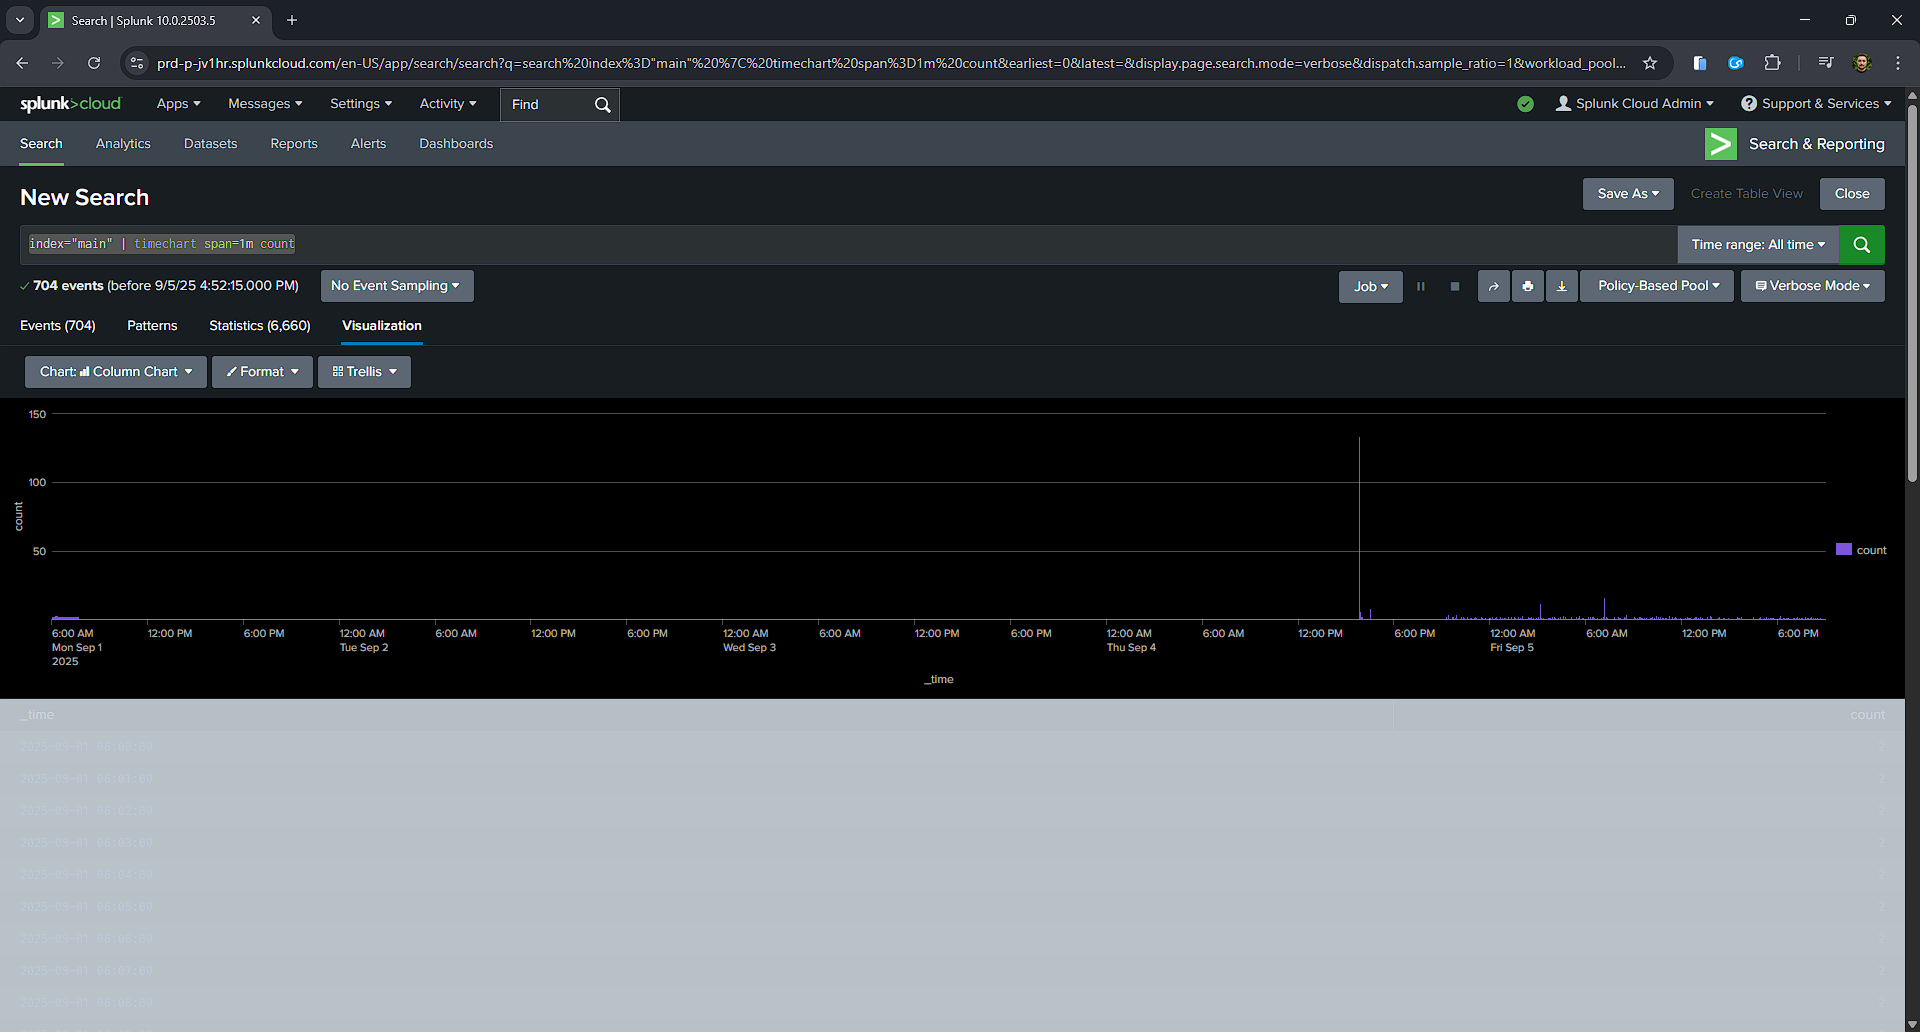 Search | Splunk 10.0.2503.5
prd-p-jv1hr.splunkcloud.com/en-US/app/search/search?q=search%20index%3D"main"%20%7C%20timechart%20span%3D1m%20count&earliest=0&latest=&display.page.search.mode=verbose&dispatch.sample_ratio=1&workload_pool...
splunk>cloud Apps Messages Settings Activity Find Splunk Cloud Admin Support & Services
Search Analytics Datasets Reports Alerts Dashboards Search & Reporting
New Search Save As Create Table View Close
index="main" | timechart span=1m count Time range: All time
704 events (before 9/5/25 4:52:15.000 PM) No Event Sampling Job Policy-Based Pool Verbose Mode
Events (704) Patterns Statistics (6,660) Visualization
Chart: Column Chart Format Trellis
150
100
50
count
count
6:00 AM 12:00 PM 6:00 PM 12:00 AM 6:00 AM 12:00 PM 6:00 PM 12:00 AM 6:00 AM 12:00 PM 6:00 PM 12:00 AM 6:00 AM 12:00 PM 6:00 PM 12:00 AM 6:00 AM 12:00 PM 6:00 PM
Mon Sep 1 Tue Sep 2 Wed Sep 3 Thu Sep 4 Fri Sep 5
2025
_time
_time count
2025-09-01 06:00:00
2025-09-01 06:01:00
2025-09-01 06:02:00
2025-09-01 06:03:00
2025-09-01 06:04:00
2025-09-01 06:05:00
2025-09-01 06:06:00
2025-09-01 06:07:00
2025-09-01 06:08:00